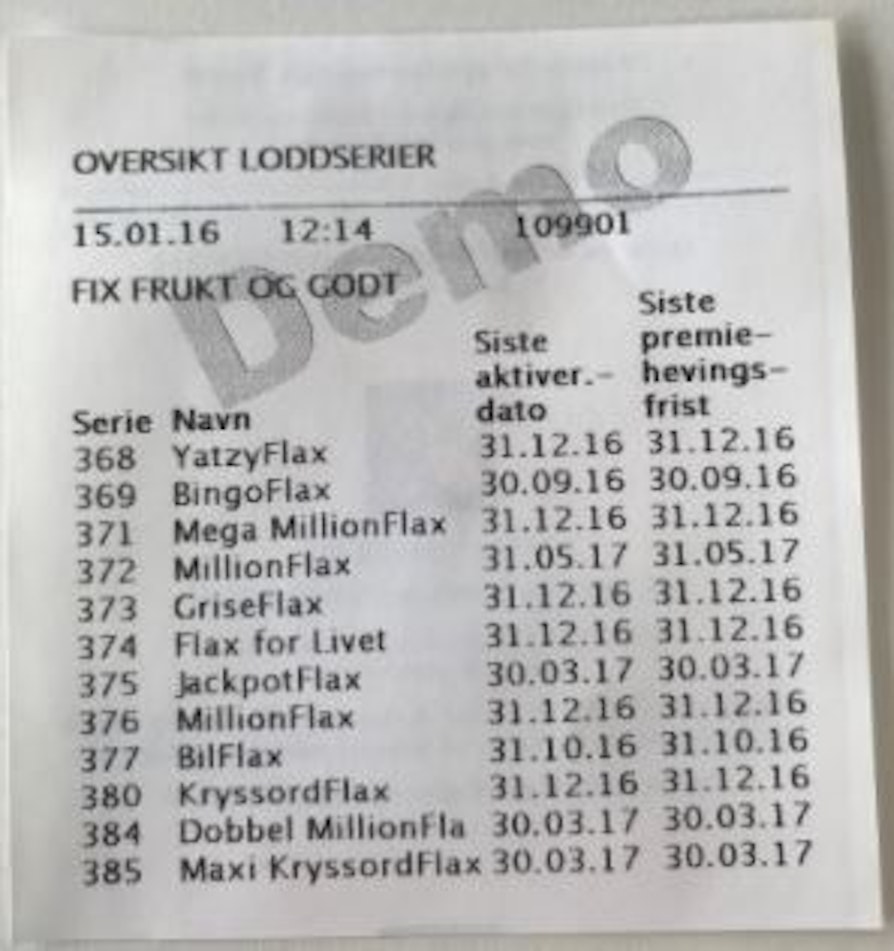 OVERSIKT LODDSERIER
15.01.16 12:14 109901
Demo
FIX FRUKT OG GODT
Serie Navn Siste aktiver.- dato Siste premie- hevings- frist
368 YatzyFlax 31.12.16 31.12.16
369 BingoFlax 30.09.16 30.09.16
371 Mega MillionFlax 31.12.16 31.12.16
372 MillionFlax 31.05.17 31.05.17
373 GriseFlax 31.12.16 31.12.16
374 Flax for Livet 31.12.16 31.12.16
375 JackpotFlax 30.03.17 30.03.17
376 MillionFlax 31.12.16 31.12.16
377 BilFlax 31.10.16 31.10.16
380 KryssordFlax 31.12.16 31.12.16
384 Dobbel MillionFla 30.03.17 30.03.17
385 Maxi KryssordFlax 30.03.17 30.03.17